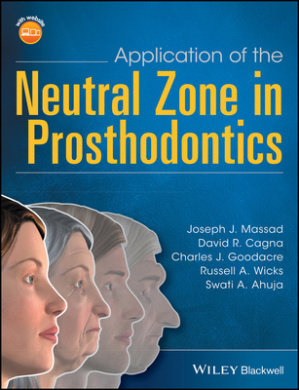 with website
Application of the
Neutral Zone in
Prosthodontics
Joseph J. Massad
David R. Cagna
Charles J. Goodacre
Russell A. Wicks
Swati A. Ahuja
WILEY Blackwell